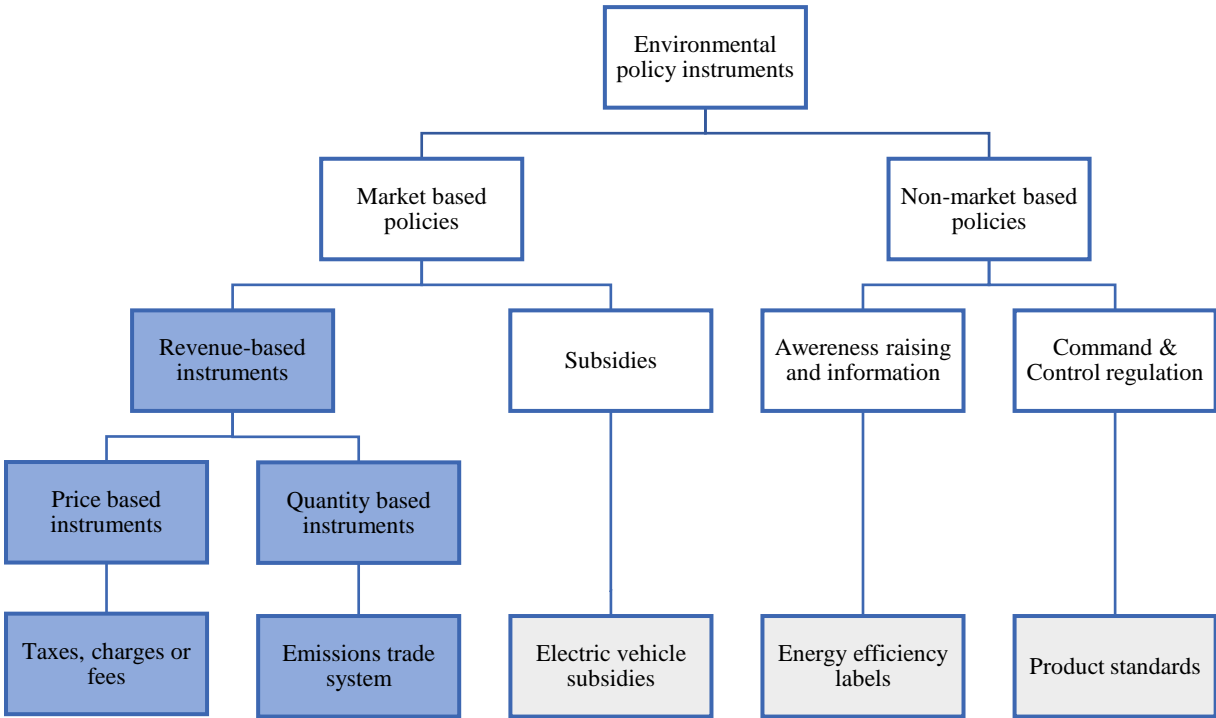 Environmental
policy instruments
Market based
policies
Non-market based
policies
Revenue-based
instruments
Subsidies
Awereness raising
and information
Command &
Control regulation
Price based
instruments
Quantity based
instruments
Taxes, charges or
fees
Emissions trade
system
Electric vehicle
subsidies
Energy efficiency
labels
Product standards